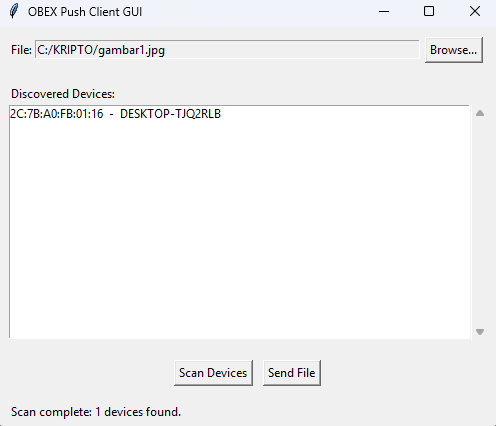 OBEX Push Client GUI
File: C:/KRIPTO/gambar1.jpg Browse...
Discovered Devices:
2C:7B:A0:FB:01:16 - DESKTOP-TJQ2RLB
Scan Devices Send File
Scan complete: 1 devices found.